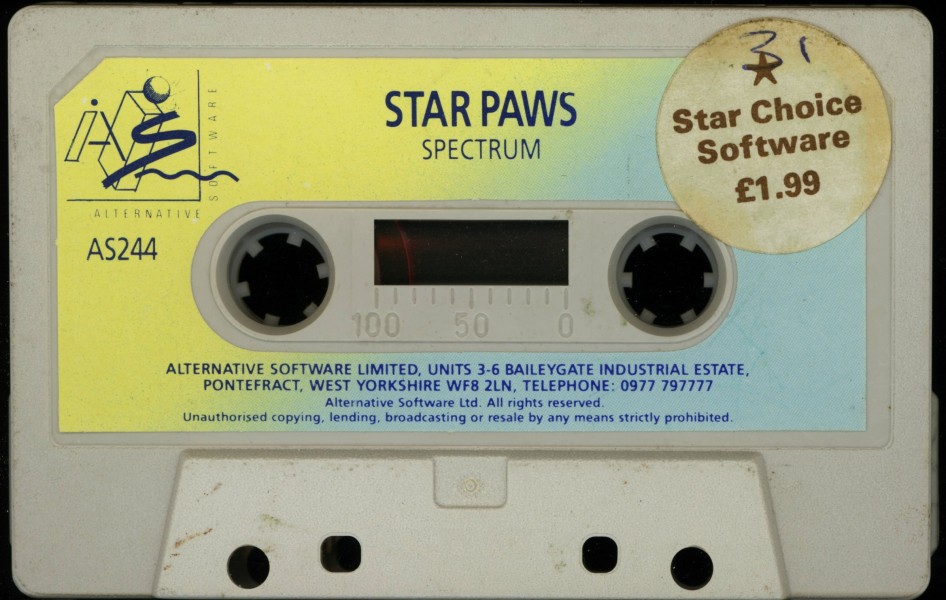 STAR PAWS
SPECTRUM
31
Star Choice
Software
£1.99
iAS
SOFTWARE
ALTERNATIVE
AS244
100 50 0
ALTERNATIVE SOFTWARE LIMITED, UNITS 3-6 BAILEYGATE INDUSTRIAL ESTATE,
PONTEFRACT, WEST YORKSHIRE WF8 2LN, TELEPHONE: 0977 797777
Alternative Software Ltd. All rights reserved.
Unauthorised copying, lending, broadcasting or resale by any means strictly prohibited.